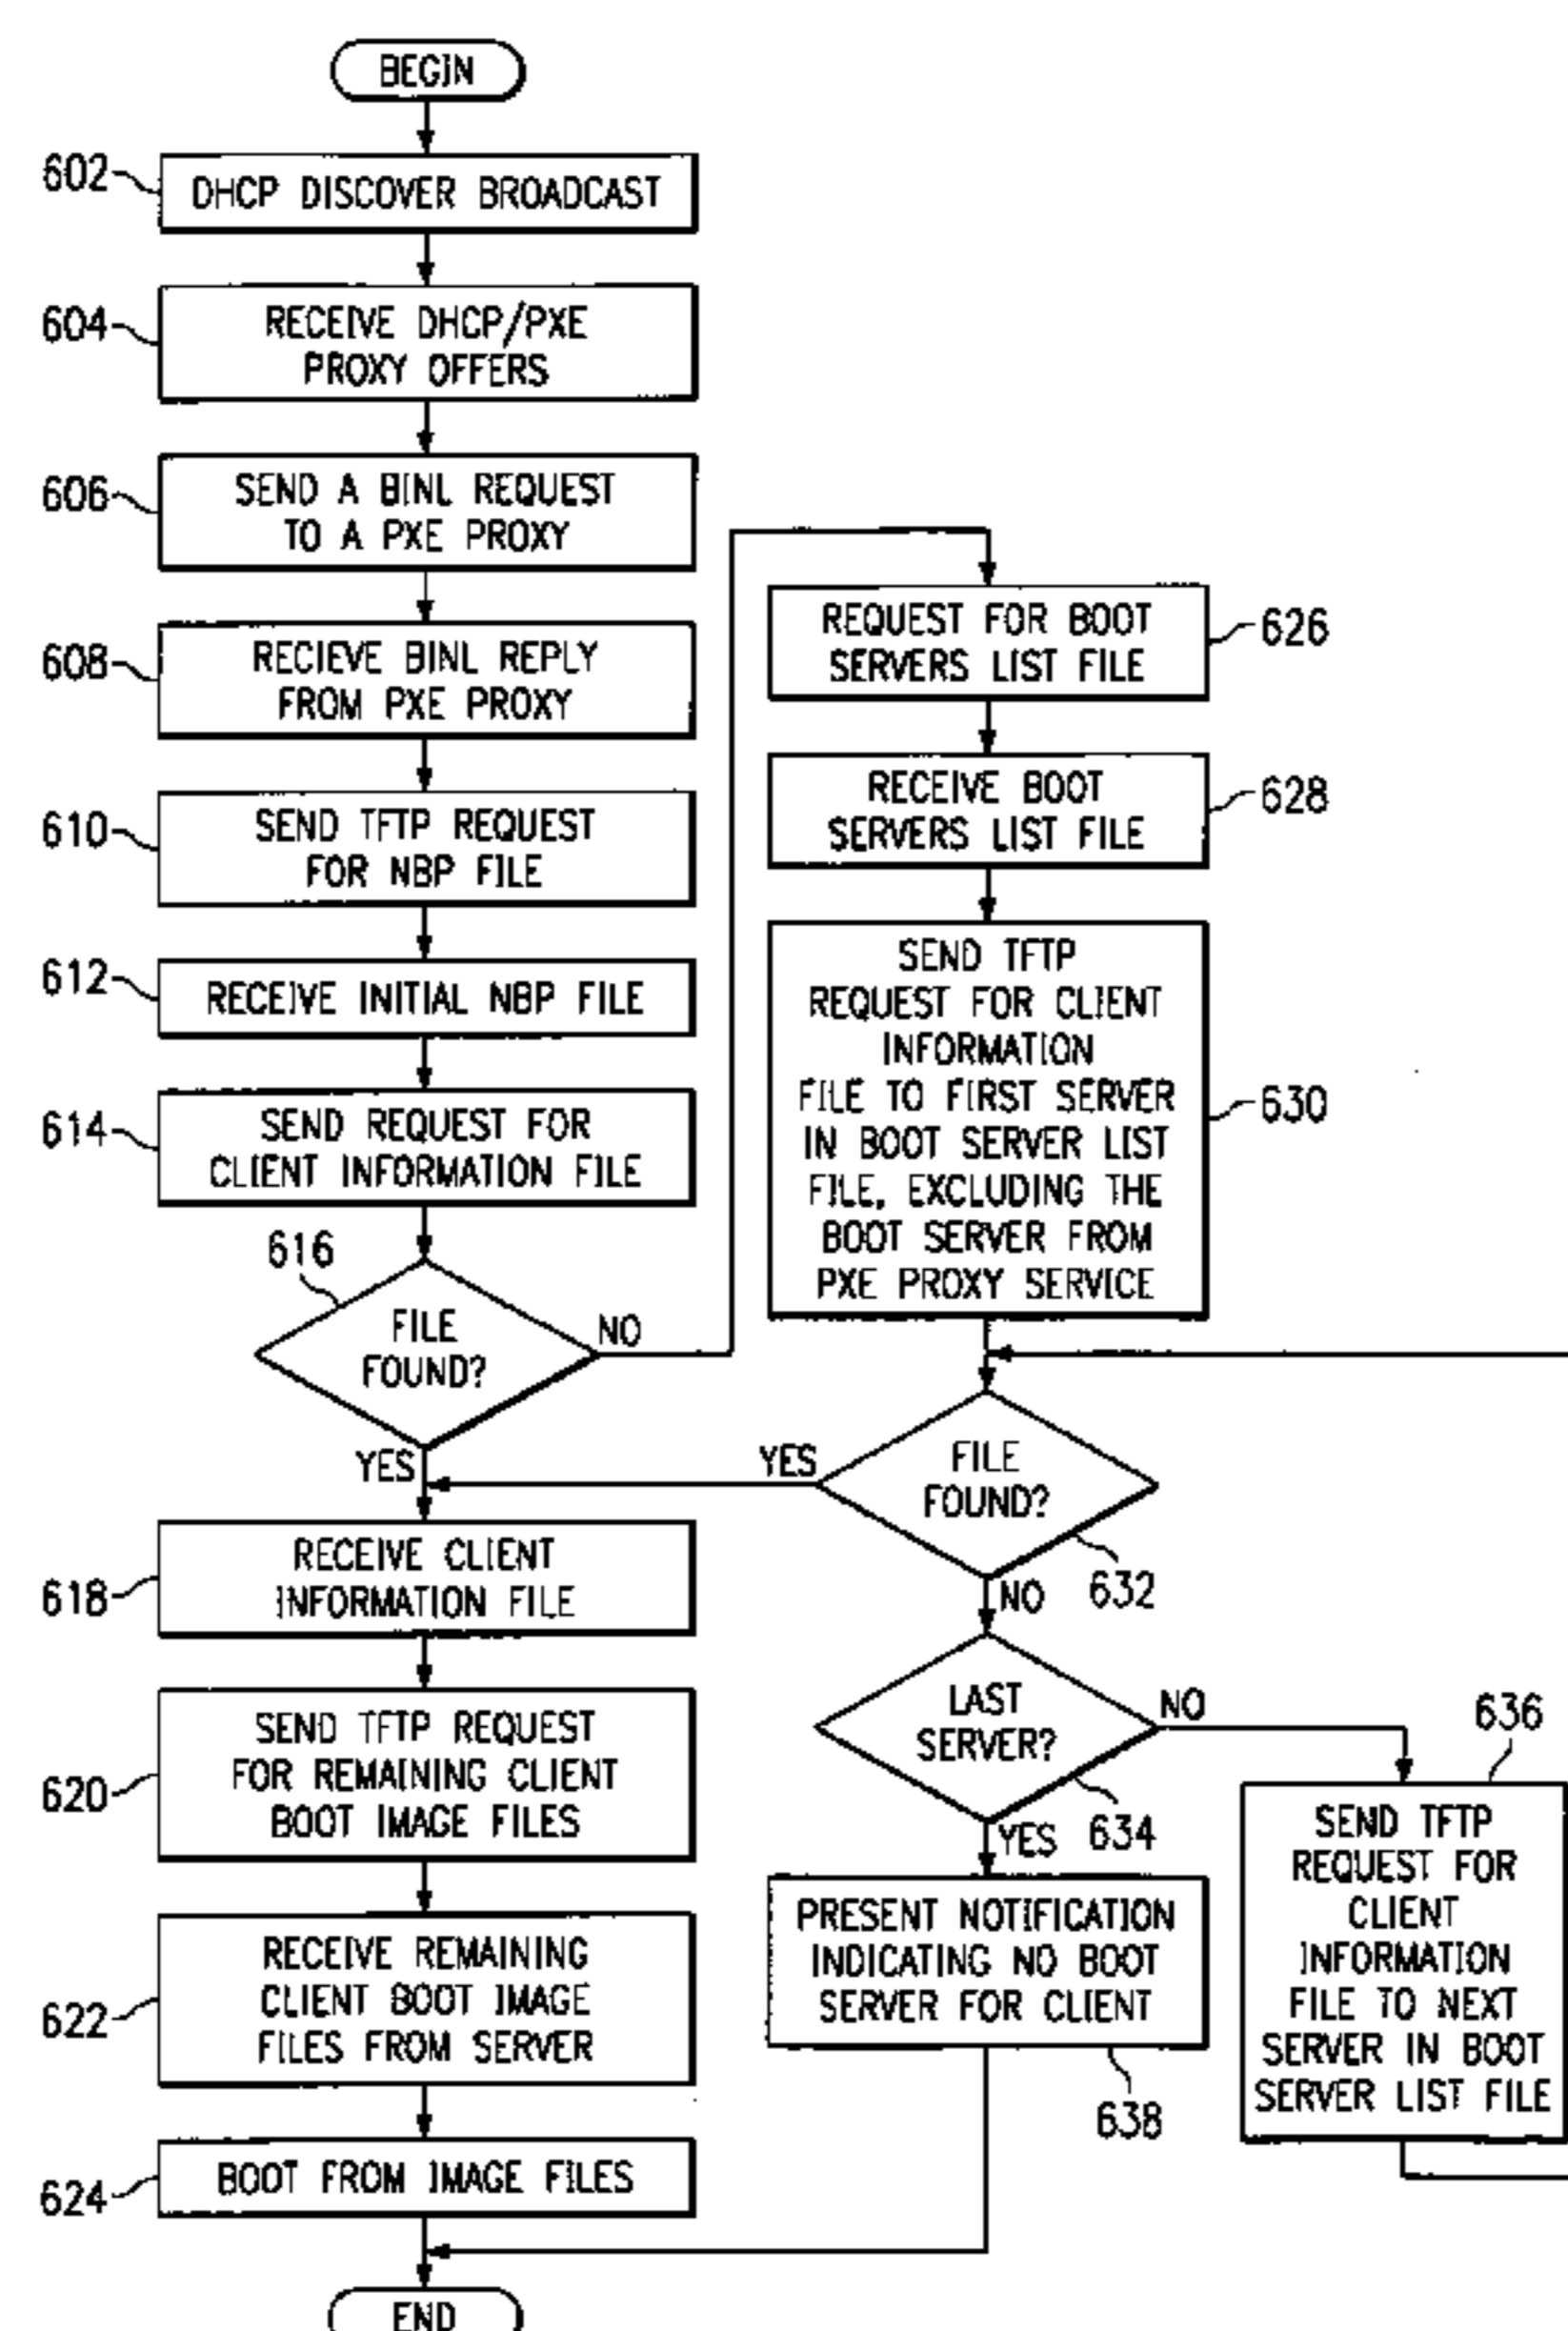 BEGIN
602
DHCP DISCOVER BROADCAST
604
RECEIVE DHCP/PXE
PROXY OFFERS
606
SEND A BINL REQUEST
TO A PXE PROXY
608
RECIEVE BINL REPLY
FROM PXE PROXY
610
SEND TFTP REQUEST
FOR NBP FILE
612
RECEIVE INITIAL NBP FILE
614
SEND REQUEST FOR
CLIENT INFORMATION FILE
616
FILE
FOUND?
NO
YES
618
RECEIVE CLIENT
INFORMATION FILE
620
SEND TFTP REQUEST
FOR REMAINING CLIENT
BOOT IMAGE FILES
622
RECEIVE REMAINING
CLIENT BOOT IMAGE
FILES FROM SERVER
624
BOOT FROM IMAGE FILES
END
REQUEST FOR BOOT
SERVERS LIST FILE
626
RECEIVE BOOT
SERVERS LIST FILE
628
SEND TFTP
REQUEST FOR CLIENT
INFORMATION
FILE TO FIRST SERVER
IN BOOT SERVER LIST
FILE, EXCLUDING THE
BOOT SERVER FROM
PXE PROXY SERVICE
630
YES
FILE
FOUND?
632
NO
LAST
SERVER?
NO
634
YES
PRESENT NOTIFICATION
INDICATING NO BOOT
SERVER FOR CLIENT
638
636
SEND TFTP
REQUEST FOR
CLIENT
INFORMATION
FILE TO NEXT
SERVER IN BOOT
SERVER LIST FILE